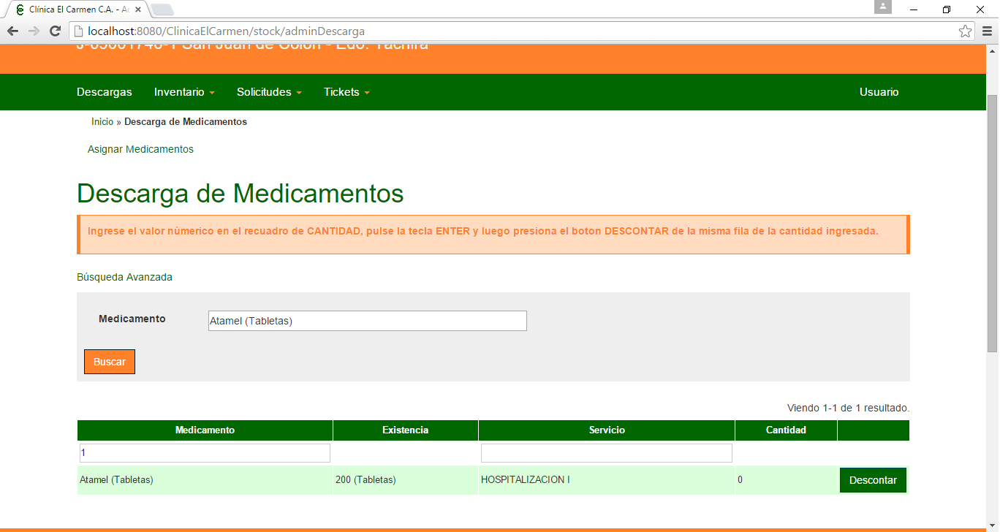 Clínica El Carmen C.A. - Ac
localhost:8080/ClinicaElCarmen/stock/adminDescarga
San Juan de Colón - Edo. Táchira
Descargas Inventario Solicitudes Tickets Usuario
Inicio » Descarga de Medicamentos
Asignar Medicamentos
Descarga de Medicamentos
Ingrese el valor númerico en el recuadro de CANTIDAD, pulse la tecla ENTER y luego presiona el boton DESCONTAR de la misma fila de la cantidad ingresada.
Búsqueda Avanzada
Medicamento Atamel (Tabletas)
Buscar
Viendo 1-1 de 1 resultado.
Medicamento Existencia Servicio Cantidad
1
Atamel (Tabletas) 200 (Tabletas) HOSPITALIZACION I 0 Descontar